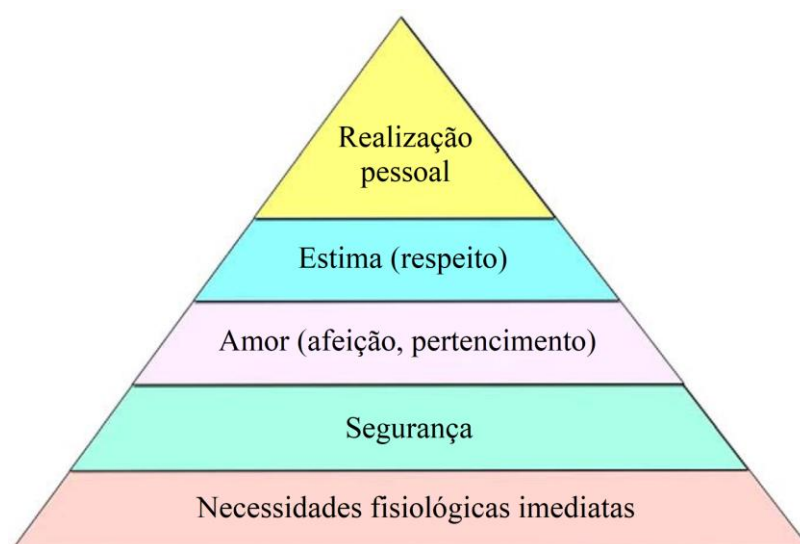 Realização
pessoal
Estima (respeito)
Amor (afeição, pertencimento)
Segurança
Necessidades fisiológicas imediatas